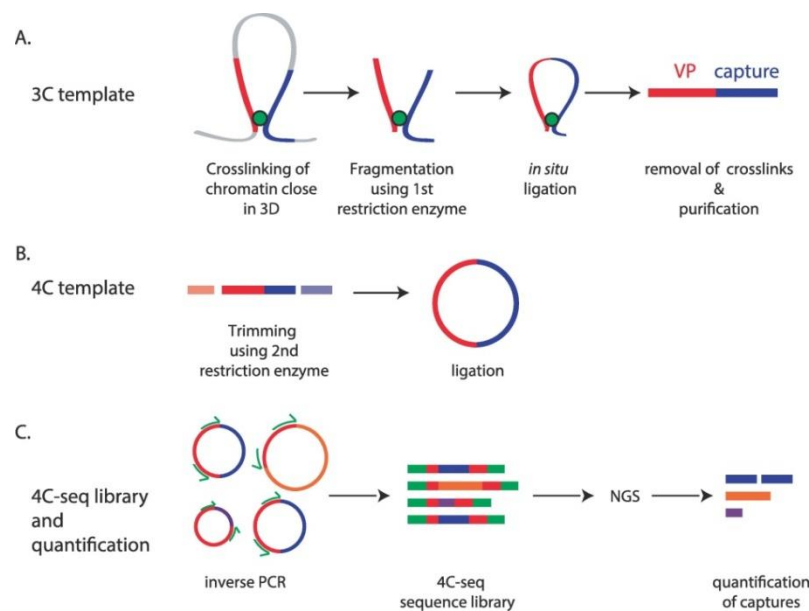 A.
3C template
VP capture
Crosslinking of
chromatin close
in 3D
Fragmentation
using 1st
restriction enzyme
in situ
ligation
removal of crosslinks
&
purification
B.
4C template
Trimming
using 2nd
restriction enzyme
ligation
C.
4C-seq library
and
quantification
inverse PCR
4C-seq
sequence library
NGS
quantification
of captures